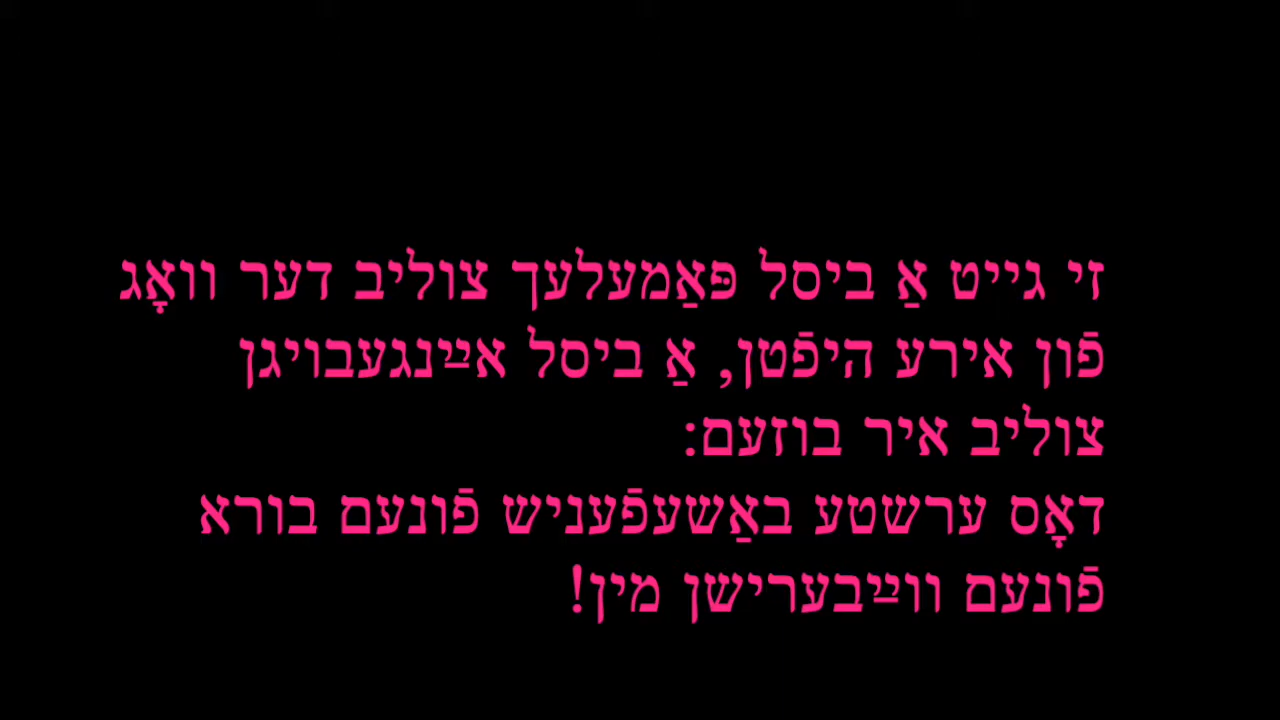 זי גייט אַ ביסל פּאַמעלעך צוליב דער וואָג
פֿון אירע היפֿטן, אַ ביסל אײַנגעבויגן
צוליב איר בוזעם:
דאָס ערשטע באַשעפֿעניש פֿונעם בורא
פֿונעם ווײַבערישן מין!